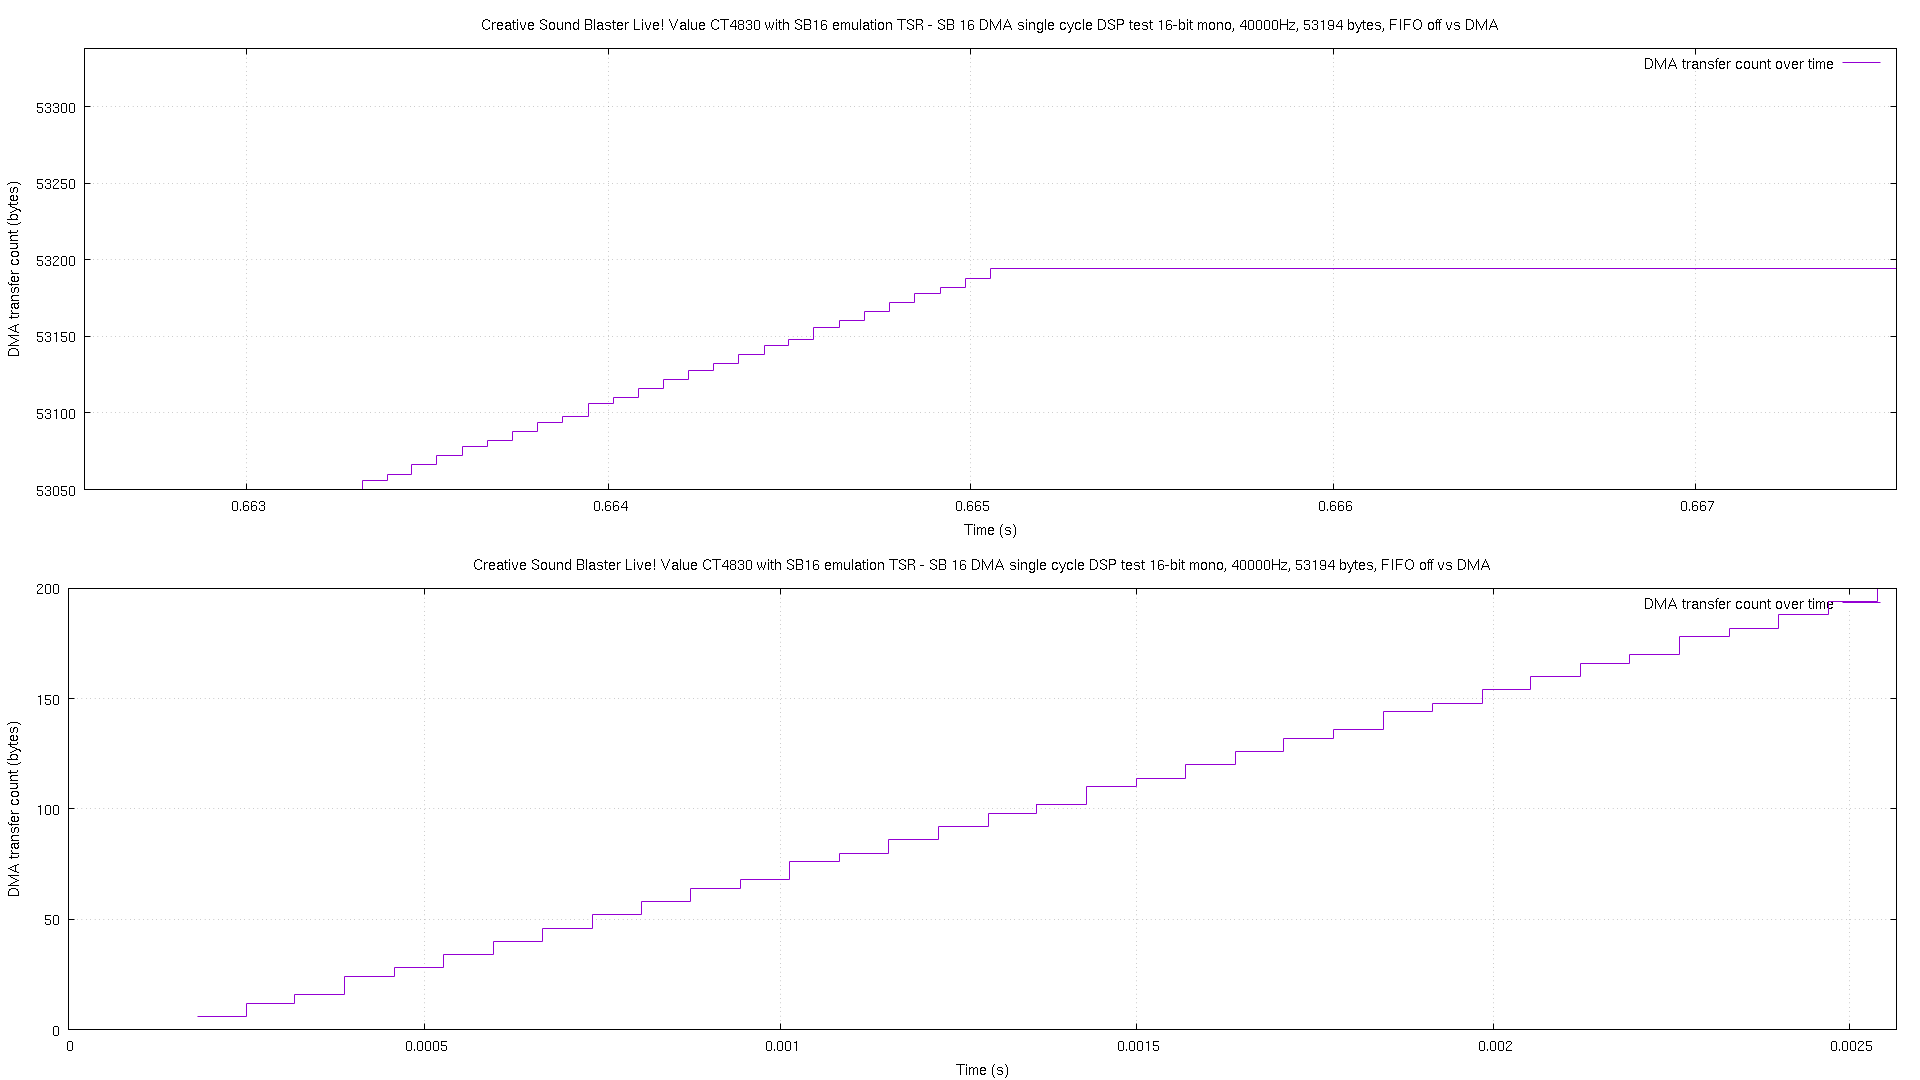 Creative Sound Blaster Live! Value CT4830 with SB16 emulation TSR - SB 16 DMA single cycle DSP test 16-bit mono, 40000Hz, 53194 bytes, FIFO off vs DMA
DMA transfer count over time
DMA transfer count (bytes)
53300
53250
53200
53150
53100
53050
0.663 0.664 0.665 0.666 0.667
Time (s)
Creative Sound Blaster Live! Value CT4830 with SB16 emulation TSR - SB 16 DMA single cycle DSP test 16-bit mono, 40000Hz, 53194 bytes, FIFO off vs DMA
DMA transfer count over time
DMA transfer count (bytes)
200
150
100
50
0
0 0.0005 0.001 0.0015 0.002 0.0025
Time (s)